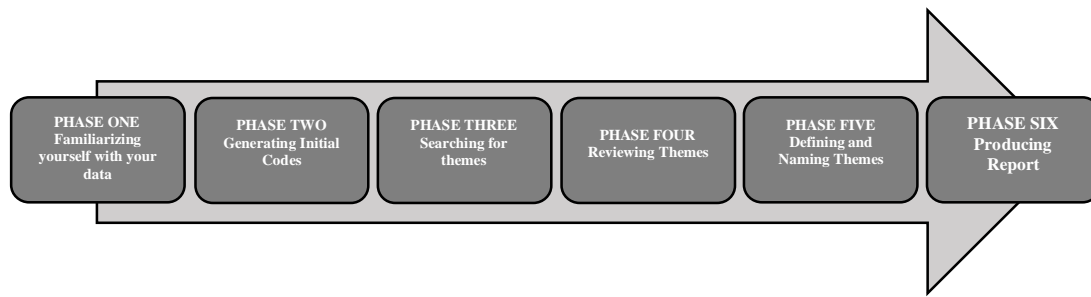 PHASE ONE
Familiarizing
yourself with your
data
PHASE TWO
Generating Initial
Codes
PHASE THREE
Searching for
themes
PHASE FOUR
Reviewing Themes
PHASE FIVE
Defining and
Naming Themes
PHASE SIX
Producing
Report